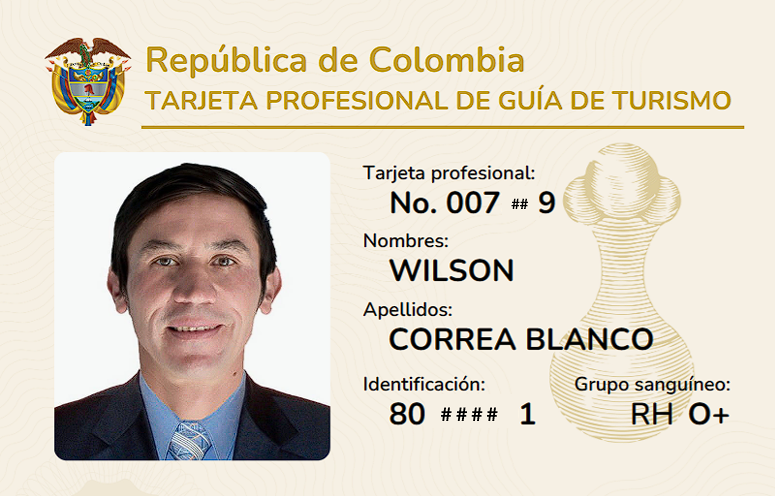 República de Colombia
TARJETA PROFESIONAL DE GUÍA DE TURISMO
Tarjeta profesional:
No. 007 ## 9
Nombres:
WILSON
Apellidos:
CORREA BLANCO
Identificación: Grupo sanguíneo:
80 #### 1 RH O+